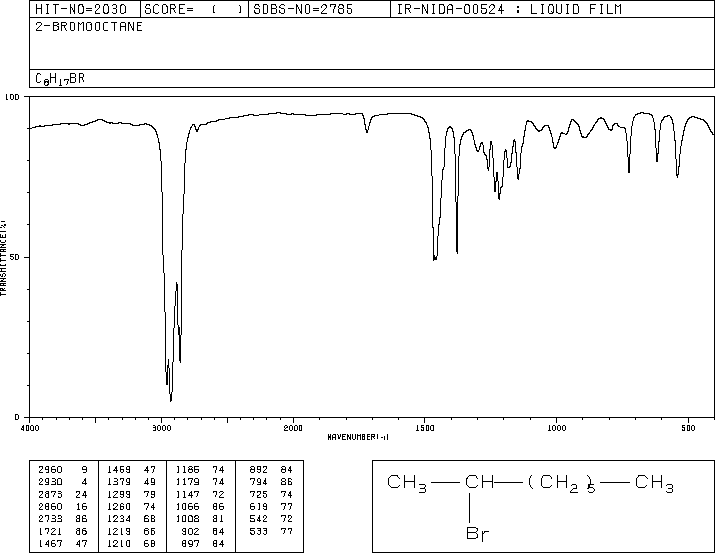 HIT-NO=2030 SCORE= ( ) SDBS-NO=2785 IR-NIDA-00524 : LIQUID FILM
2-BROMOOCTANE
C8H17BR
100
50
0
TRANSMITTANCE(%)
4000 3000 2000 1500 1000 500
WAVENUMBER(-1)
2960 9 1469 47 1186 74 892 84
2930 4 1379 49 1179 74 794 86
2873 24 1299 79 1147 72 725 74
2860 16 1260 74 1066 86 619 77
2733 86 1234 68 1008 81 542 72
1721 86 1219 66 902 84 533 77
1467 47 1210 68 897 84
CH3 CH (CH2)5 CH3
Br